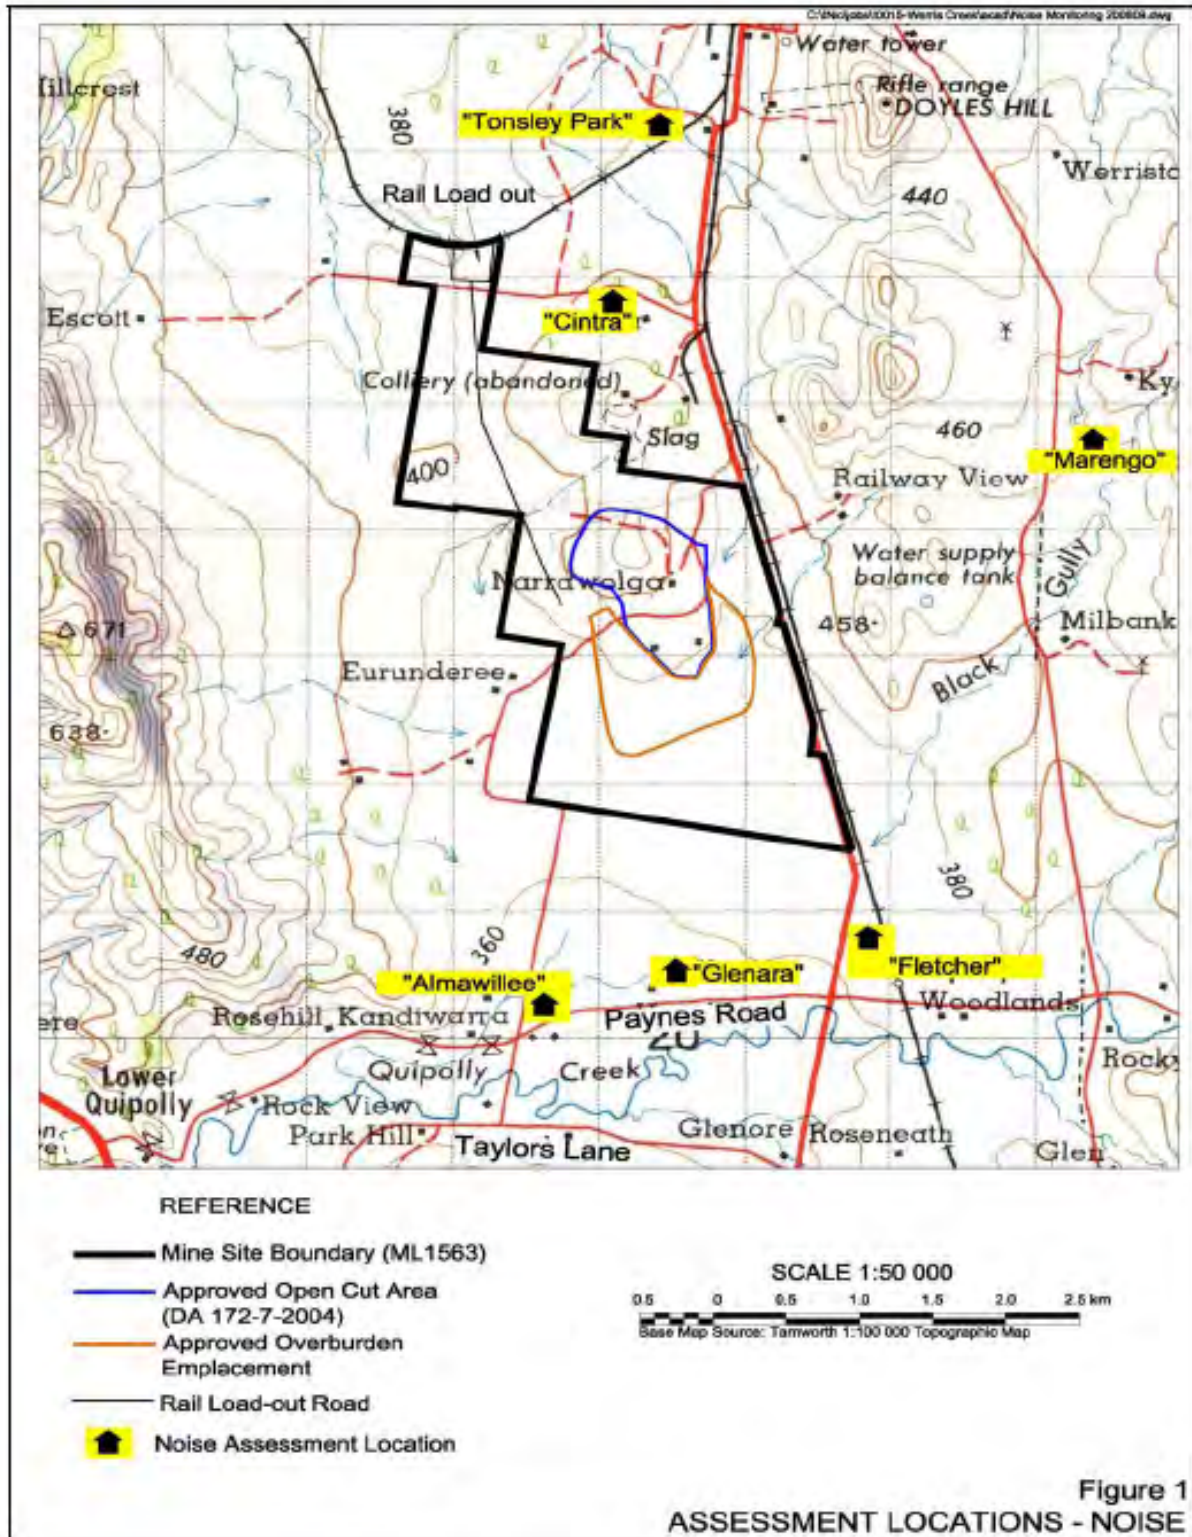 Water tower
Hillcrest
Rifle range
DOYLES HILL
380
"Tonsley Park"
Rail Load out
440
Escott
"Cintra"
Colliery (abandoned)
Slag
460
"Marengo"
400
Railway View
Water supply
balance tank
Gully
Narrawolga
671
458
Milbank
Eurunderee
Black
638
380
480
360
"Almawillee"
"Glenara"
"Fletcher"
Rosehill
Kandiwarra
Paynes Road
Woodlands
Lower
Quipolly
Quipolly
Creek
Rock View
Park Hill
Taylors Lane
Glenore
Roseneath
Glen
REFERENCE
Mine Site Boundary (ML1563)
Approved Open Cut Area
(DA 172-7-2004)
Approved Overburden
Emplacement
Rail Load-out Road
Noise Assessment Location
SCALE 1:50 000
0.5 0 0.5 1.0 1.5 2.0 2.5 km
Base Map Source: Tamworth 1:100 000 Topographic Map
Figure 1
ASSESSMENT LOCATIONS - NOISE